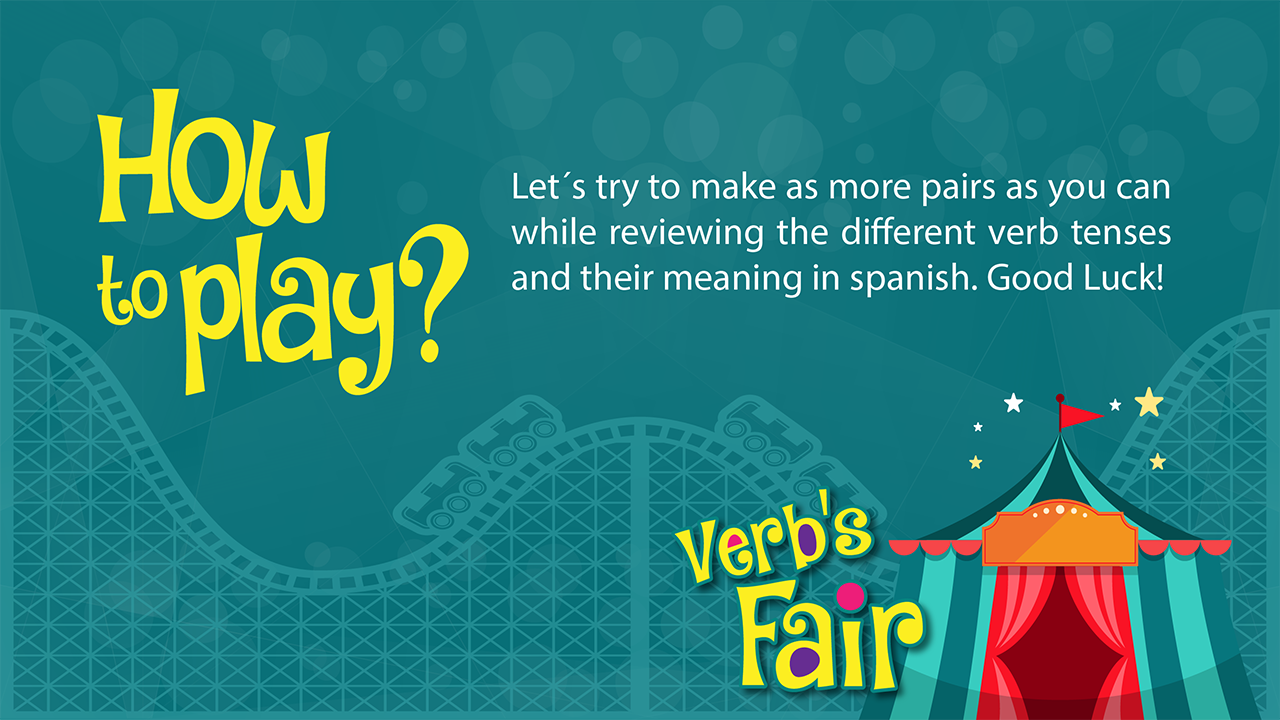 How
to play?
Let´s try to make as more pairs as you can
while reviewing the different verb tenses
and their meaning in spanish. Good Luck!
Verb's
Fair